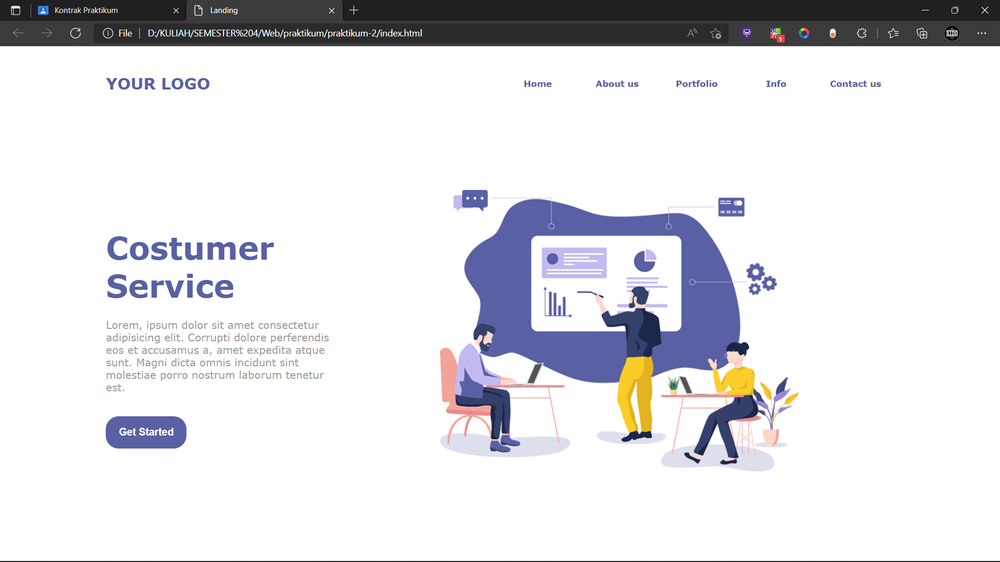 Kontrak Praktikum
Landing
File
D:/KULIAH/SEMESTER%204/Web/praktikum/praktikum-2/index.html
1
KIDD
YOUR LOGO
Home
About us
Portfolio
Info
Contact us
Costumer
Service
Lorem, ipsum dolor sit amet consectetur
adipisicing elit. Corrupti dolore perferendis
eos et accusamus a, amet expedita atque
sunt. Magni dicta omnis incidunt sint
molestiae porro nostrum laborum tenetur
est.
Get Started